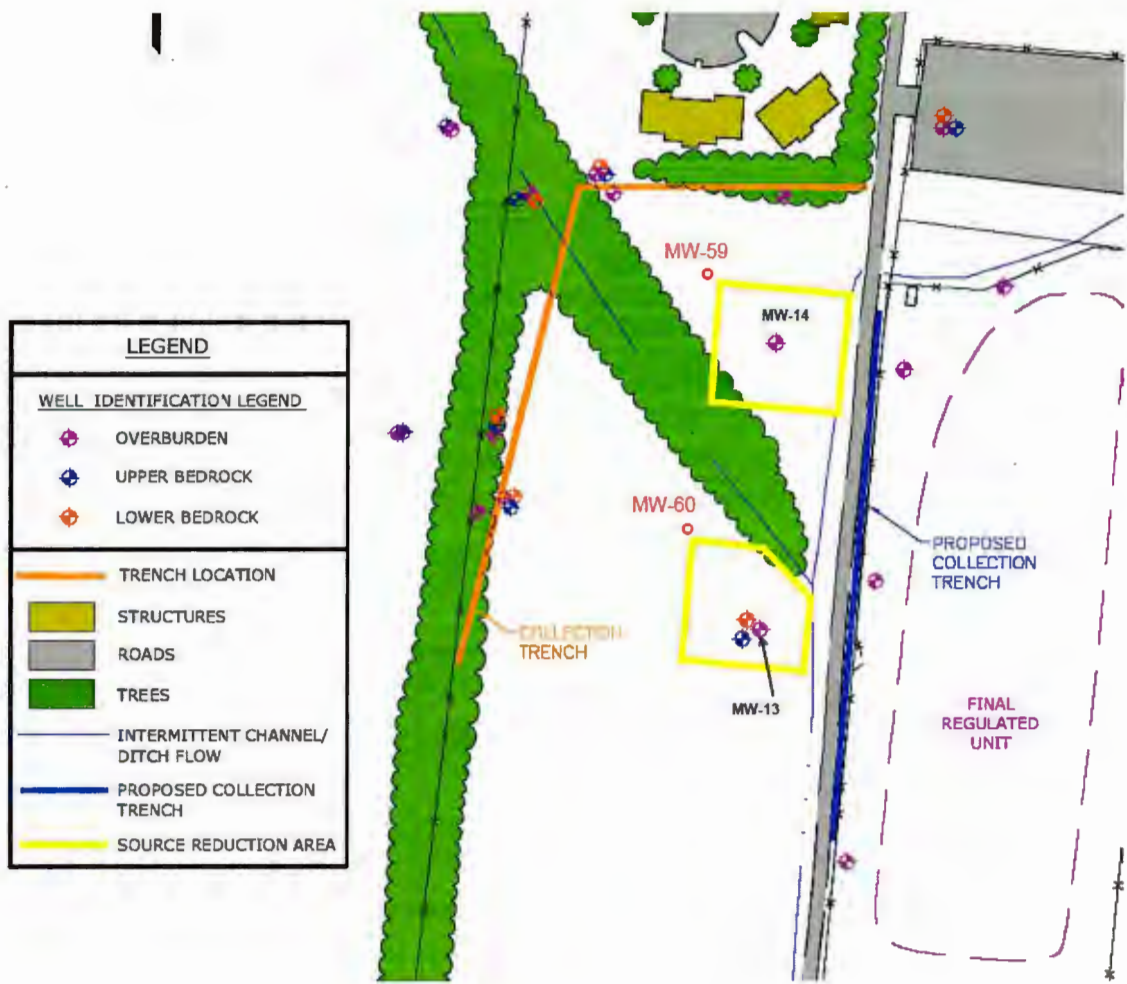 MW-59
MW-14
LEGEND
WELL IDENTIFICATION LEGEND
OVERBURDEN
UPPER BEDROCK
LOWER BEDROCK
MW-60
PROPOSED
COLLECTION
TRENCH
TRENCH LOCATION
STRUCTURES
ROADS
TREES
COLLECTION
TRENCH
MW-13
FINAL
REGULATED
UNIT
INTERMITTENT CHANNEL/
DITCH FLOW
PROPOSED COLLECTION
TRENCH
SOURCE REDUCTION AREA